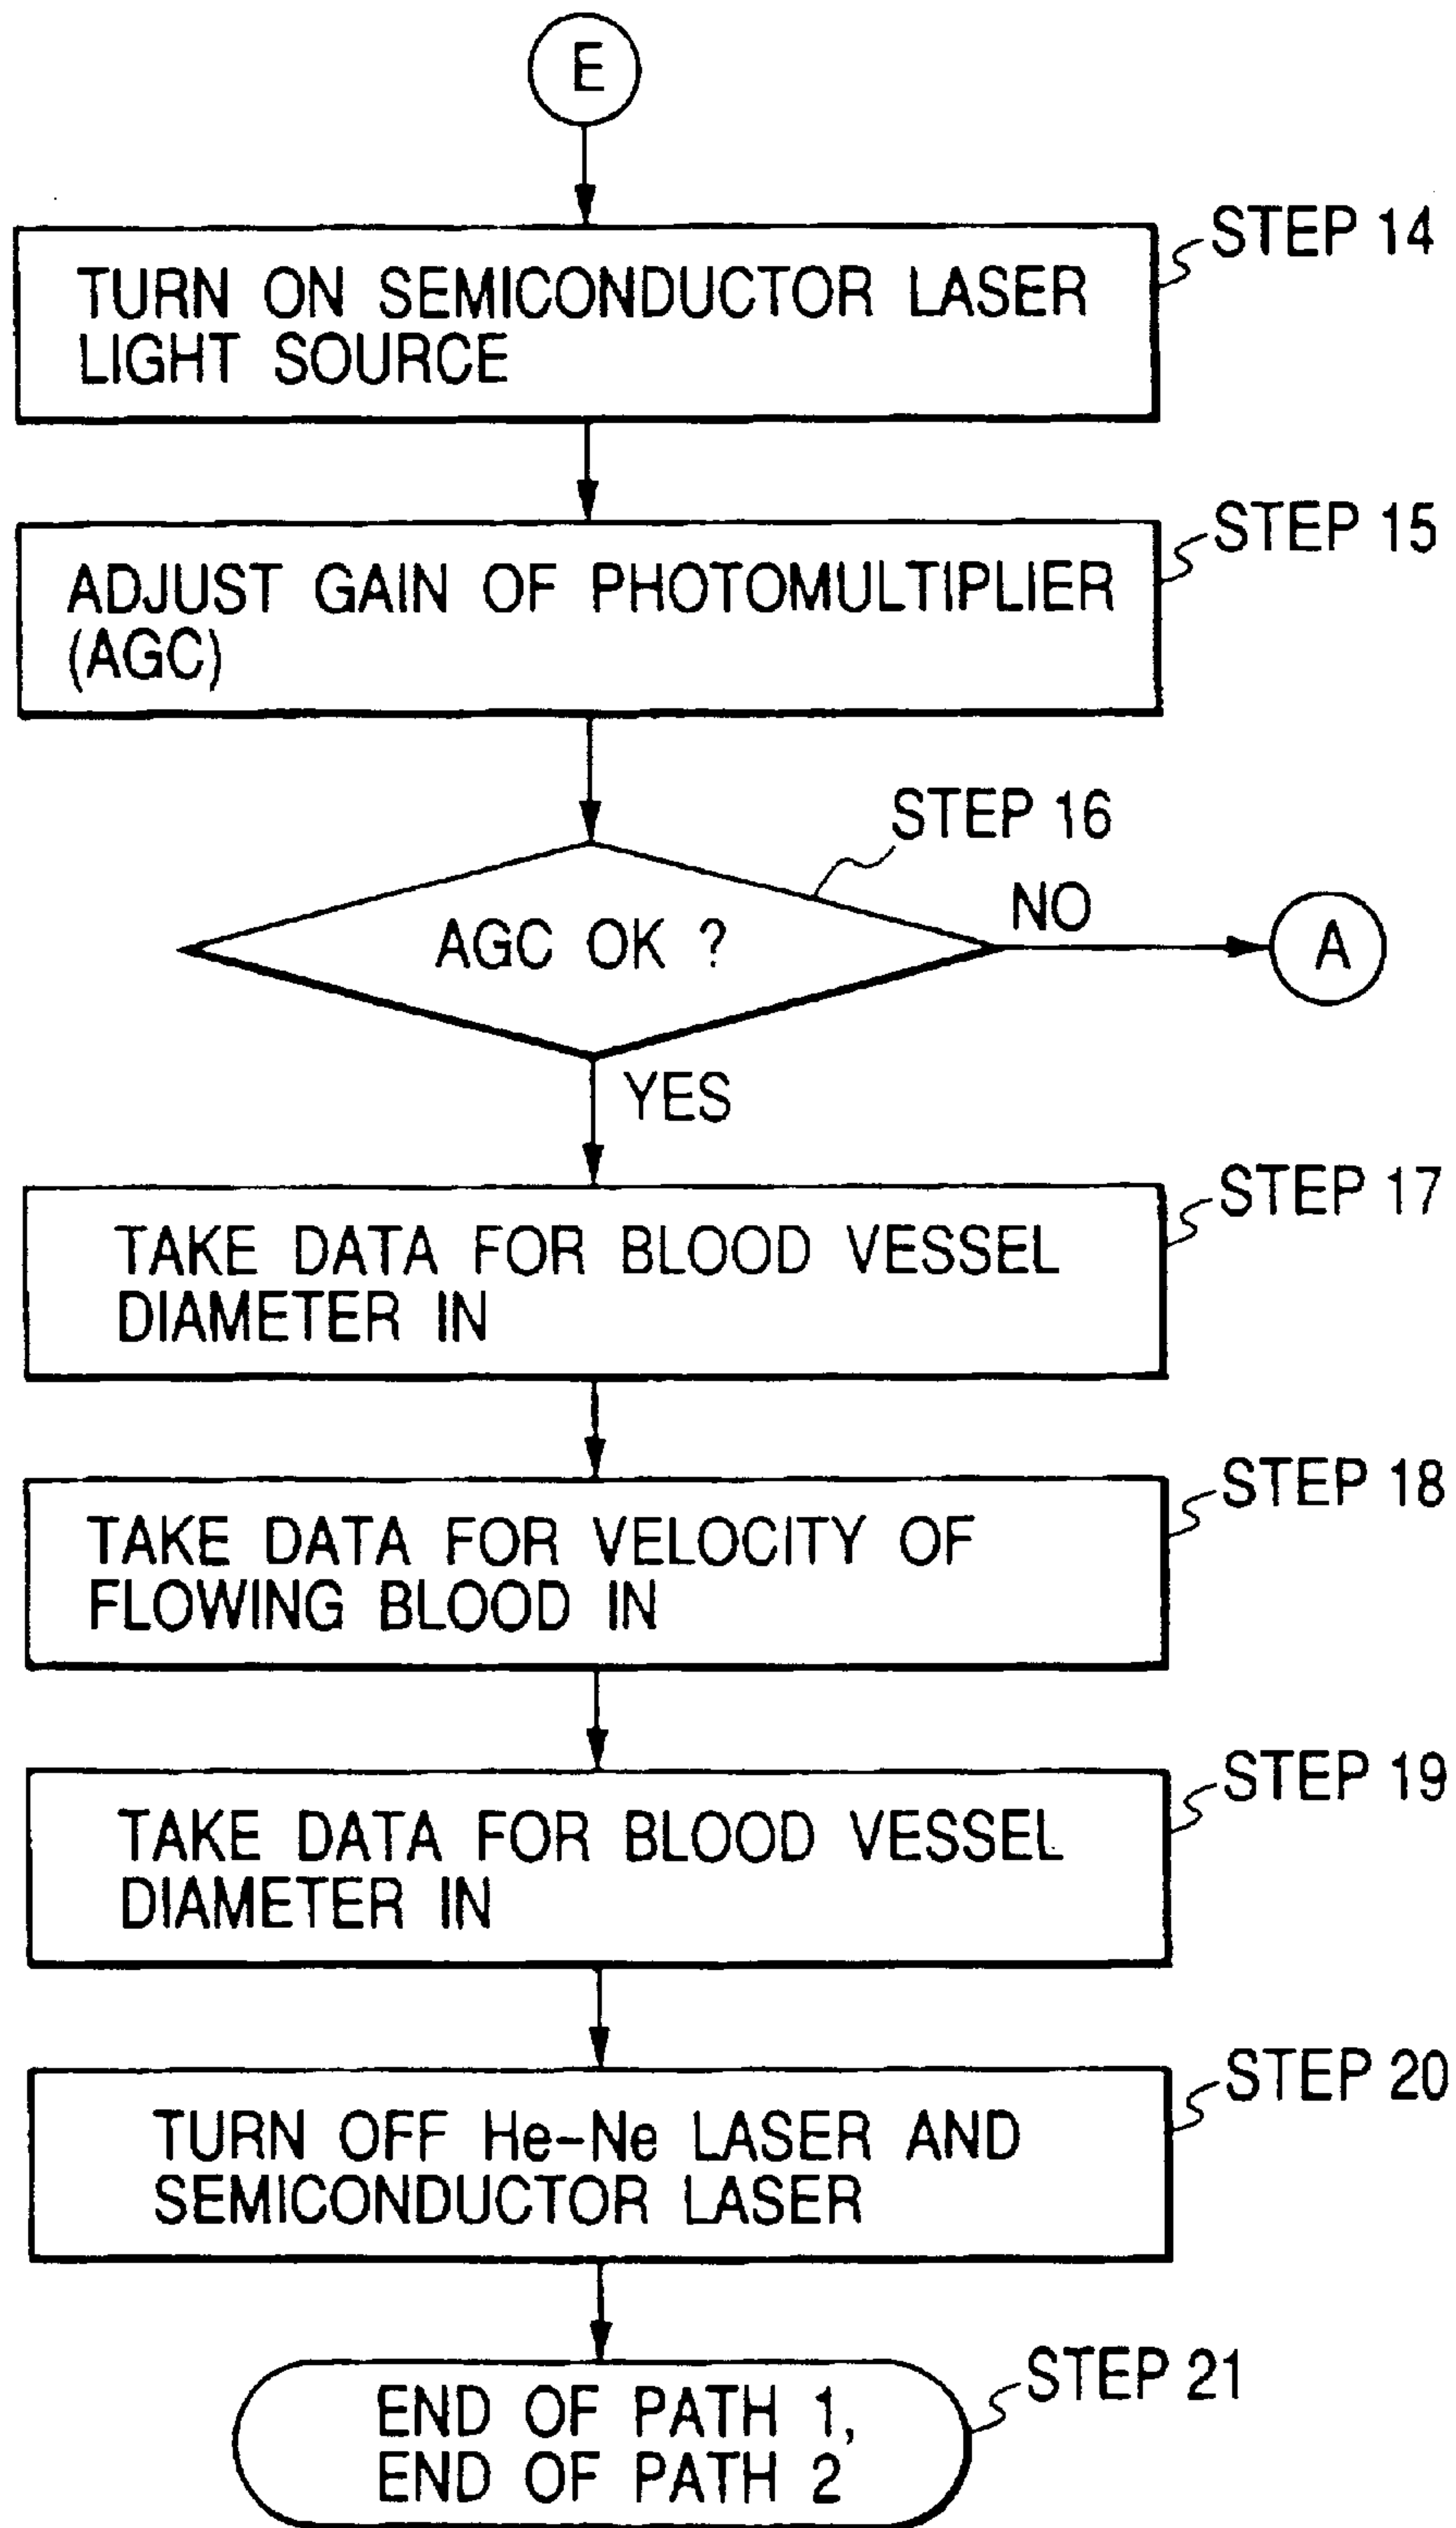 E
STEP 14
TURN ON SEMICONDUCTOR LASER
LIGHT SOURCE
STEP 15
ADJUST GAIN OF PHOTOMULTIPLIER
(AGC)
STEP 16
AGC OK ?
NO
A
YES
STEP 17
TAKE DATA FOR BLOOD VESSEL
DIAMETER IN
STEP 18
TAKE DATA FOR VELOCITY OF
FLOWING BLOOD IN
STEP 19
TAKE DATA FOR BLOOD VESSEL
DIAMETER IN
STEP 20
TURN OFF He-Ne LASER AND
SEMICONDUCTOR LASER
STEP 21
END OF PATH 1,
END OF PATH 2